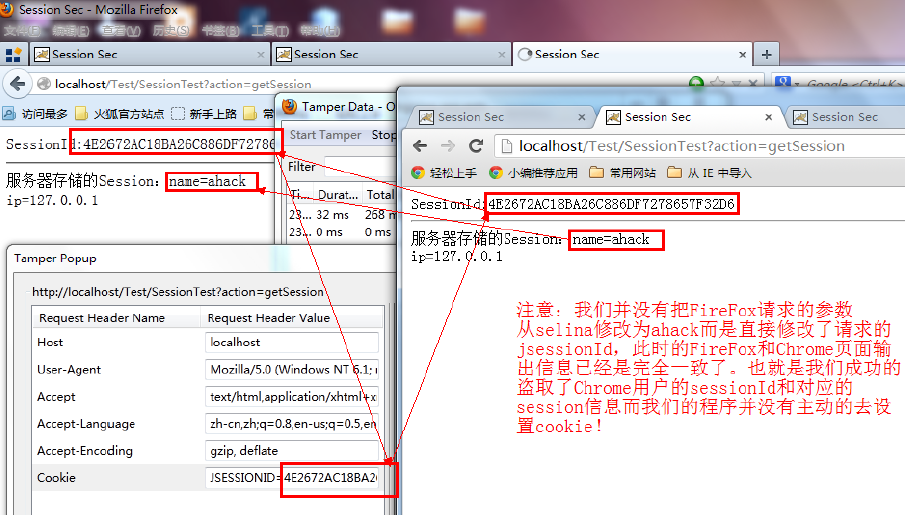 Session Sec - Mozilla Firefox
文件(F) 编辑(E) 查看(V) 历史(S) 书签(B) 工具(T) 帮助(H)
Session Sec
Session Sec
Session Sec
localhost/Test/SessionTest?action=getSession
Google <Ctrl+K>
访问最多 火狐官方站点 新手上路 常
SessionId:4E2672AC18BA26C886DF72786
服务器存储的Session: name=ahack
ip=127.0.0.1
Tamper Data - O
Start Tamper Stop
Filter
Ti... Durat... Total
23... 32 ms 268 m
23... 0 ms 0 ms
Tamper Popup
http://localhost/Test/SessionTest?action=getSession
Request Header Name Request Header Value
Host localhost
User-Agent Mozilla/5.0 (Windows NT 6.1;
Accept text/html,application/xhtml+x
Accept-Language zh-cn,zh;q=0.8,en-us;q=0.5,en
Accept-Encoding gzip, deflate
Cookie JSESSIONID=4E2672AC18BA2
Session Sec
Session Sec
Session Sec
localhost/Test/SessionTest?action=getSession
轻松上手 小编推荐应用 常用网站 从 IE 中导入
SessionId:4E2672AC18BA26C886DF7278657F32D6
服务器存储的Session: name=ahack
ip=127.0.0.1
注意：我们并没有把FireFox请求的参数
从selina修改为ahack而是直接修改了请求的
jsessionId，此时的FireFox和Chrome页面输
出信息已经是完全一致了。也就是我们成功的
盗取了Chrome用户的sessionId和对应的
session信息而我们的程序并没有主动的去设
置cookie！